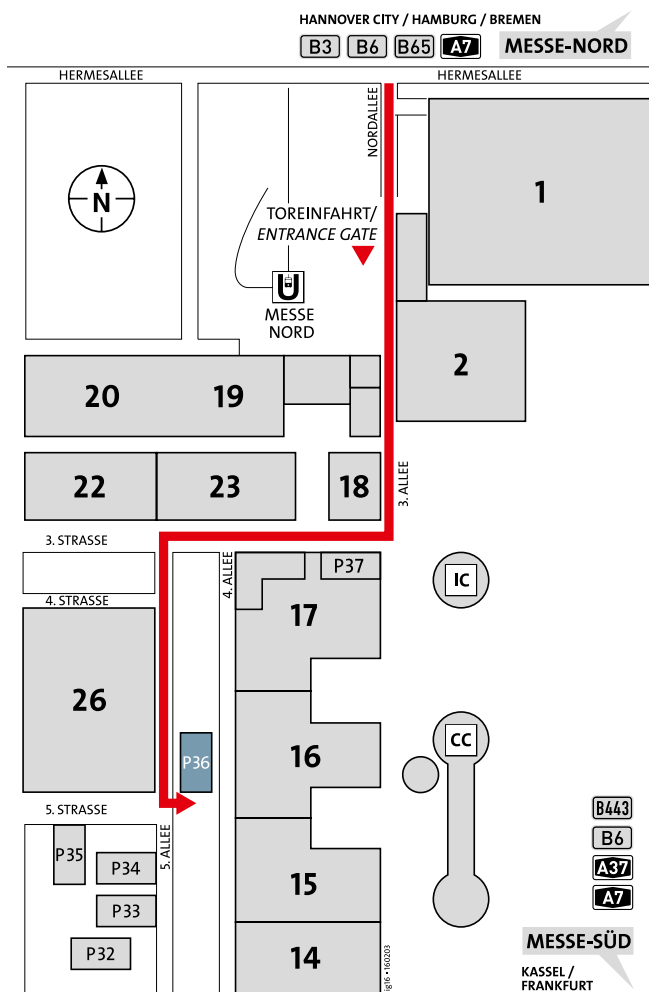 HANNOVER CITY / HAMBURG / BREMEN
B3 B6 B65 A7 MESSE-NORD
HERMESALLEE HERMESALLEE
NORDALLEE
1
N
TOREINFAHRT/
ENTRANCE GATE
U
MESSE
NORD
2
20 19
22 23 18
3. ALLEE
3. STRASSE
4. ALLEE
P37
IC
4. STRASSE
17
26
CC
16
P36
5. STRASSE
B443
B6
5. ALLEE
P35
P34
A37
15
A7
P33
MESSE-SÜD
P32
14
ig16 • 160203
KASSEL /
FRANKFURT